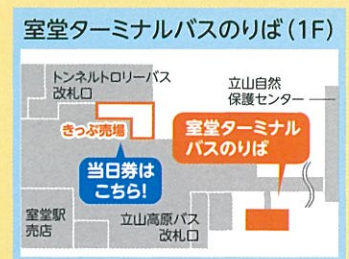 室堂ターミナルバスのりば(1F)
トンネルトロリーバス
改札口
立山自然
保護センター
きっぷ売場
室堂ターミナル
バスのりば
当日券は
こちら!
室堂駅
売店
立山高原バス
改札口